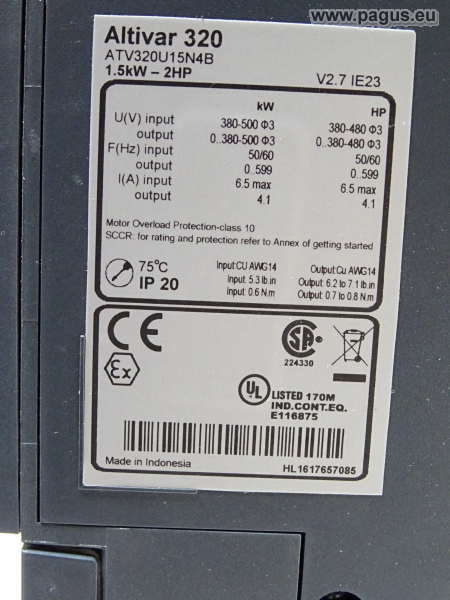 www.pagus.eu
Altivar 320
ATV320U15N4B
1.5kW – 2HP V2.7 IE23
kW HP
U(V) input 380-500 Φ3 380-480 Φ3
output 0..380-500 Φ3 0..380-480 Φ3
F(Hz) input 50/60 50/60
output 0..599 0..599
I(A) input 6.5 max 6.5 max
output 4.1 4.1
Motor Overload Protection-class 10
SCCR: for rating and protection refer to Annex of getting started
75°C Input:CU AWG14 Output:Cu AWG14
IP 20 Input: 5.3 lb.in Output: 6.2 to 7.1 lb.in
Input: 0.6 N.m Output: 0.7 to 0.8 N.m
CE
SA
224330
Ex
UL LISTED 170M
IND.CONT.EQ.
E116875
Made in Indonesia HL1617657085